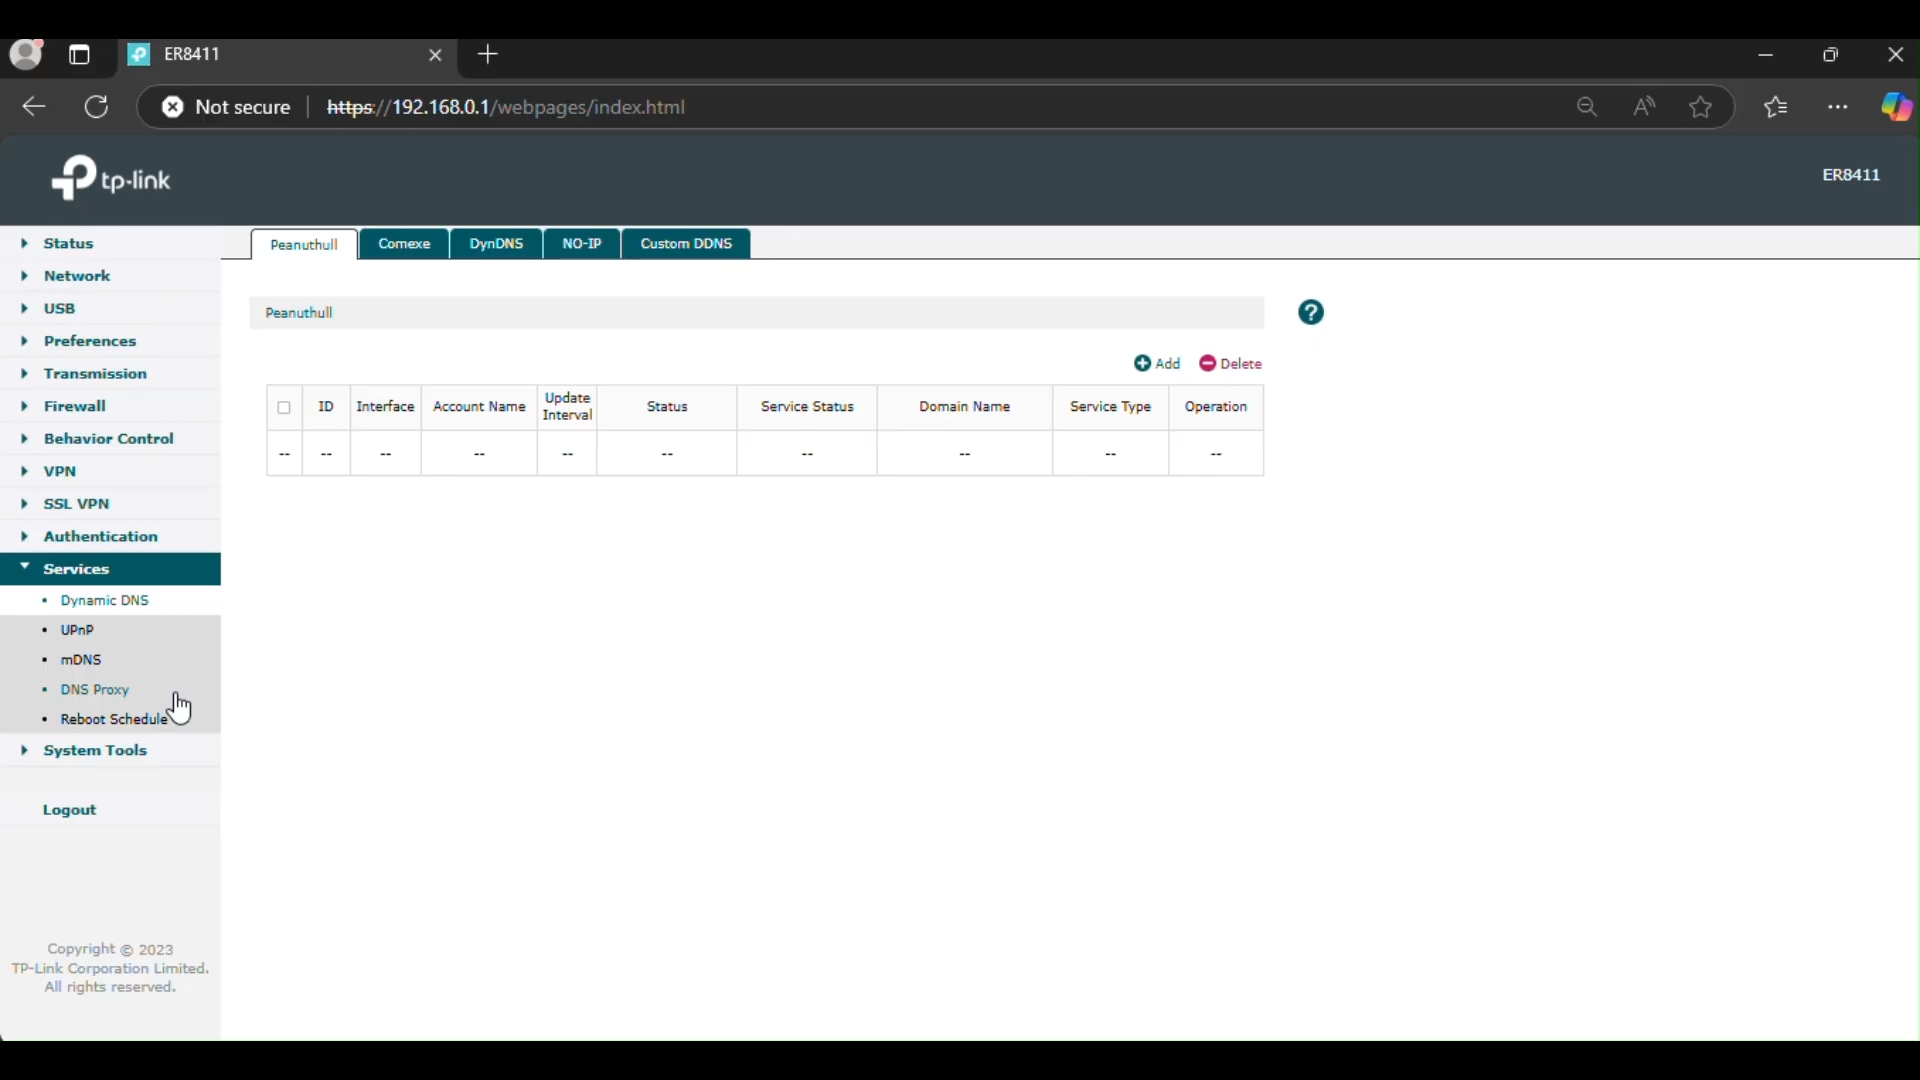 ER8411
Not secure https://192.168.0.1/webpages/index.html
tp-link
ER8411
Status
Network
USB
Preferences
Transmission
Firewall
Behavior Control
VPN
SSL VPN
Authentication
Services
Dynamic DNS
UPnP
mDNS
DNS Proxy
Reboot Schedule
System Tools
Logout
Copyright © 2023
TP-Link Corporation Limited.
All rights reserved.
Peanuthull Comexe DynDNS NO-IP Custom DDNS
Peanuthull
?
Add Delete
ID Interface Account Name Update Interval Status Service Status Domain Name Service Type Operation
-- -- -- -- -- -- -- -- -- --